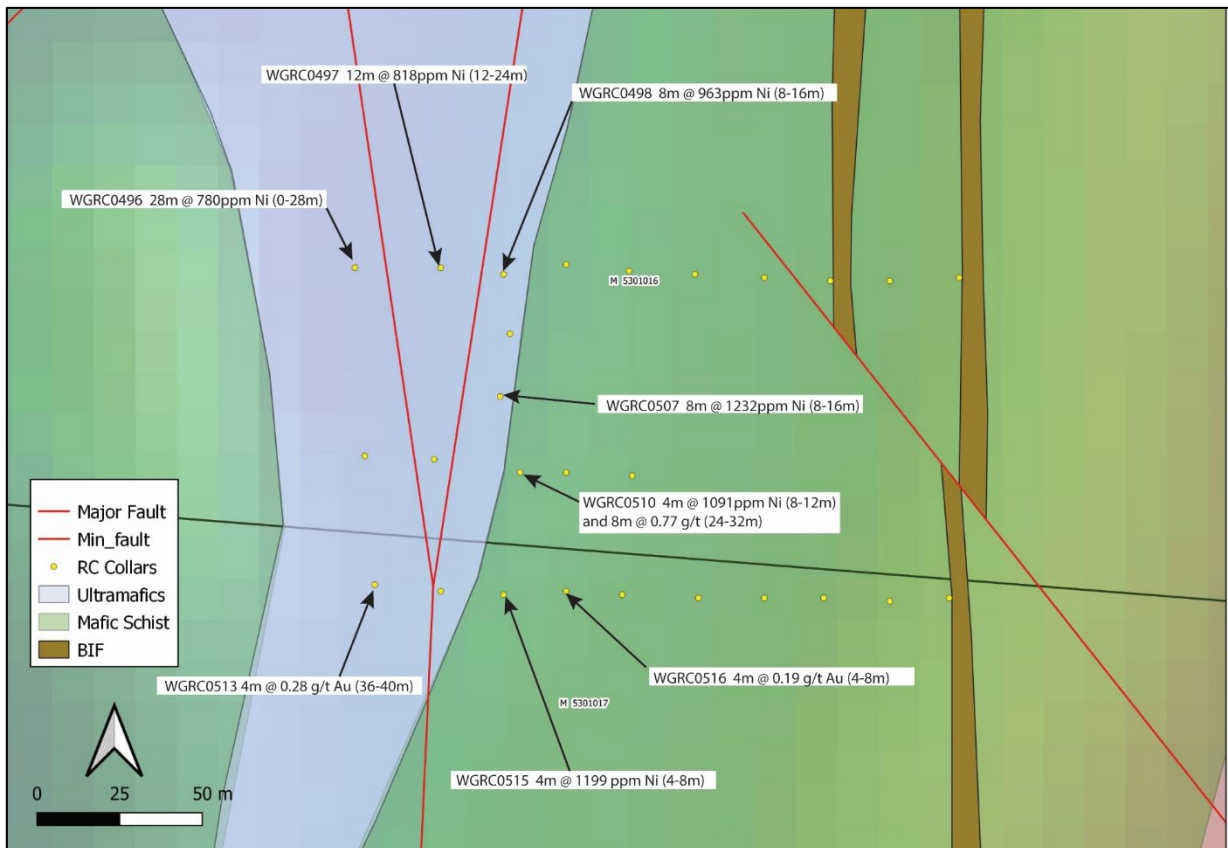 WGRC0497 12m @ 818ppm Ni (12-24m)
WGRC0498 8m @ 963ppm Ni (8-16m)
WGRC0496 28m @ 780ppm Ni (0-28m)
M 5301016
WGRC0507 8m @ 1232ppm Ni (8-16m)
WGRC0510 4m @ 1091ppm Ni (8-12m)
and 8m @ 0.77 g/t (24-32m)
Major Fault
Min_fault
RC Collars
Ultramafics
Mafic Schist
BIF
WGRC0513 4m @ 0.28 g/t Au (36-40m)
WGRC0516 4m @ 0.19 g/t Au (4-8m)
M 5301017
WGRC0515 4m @ 1199 ppm Ni (4-8m)
0 25 50 m